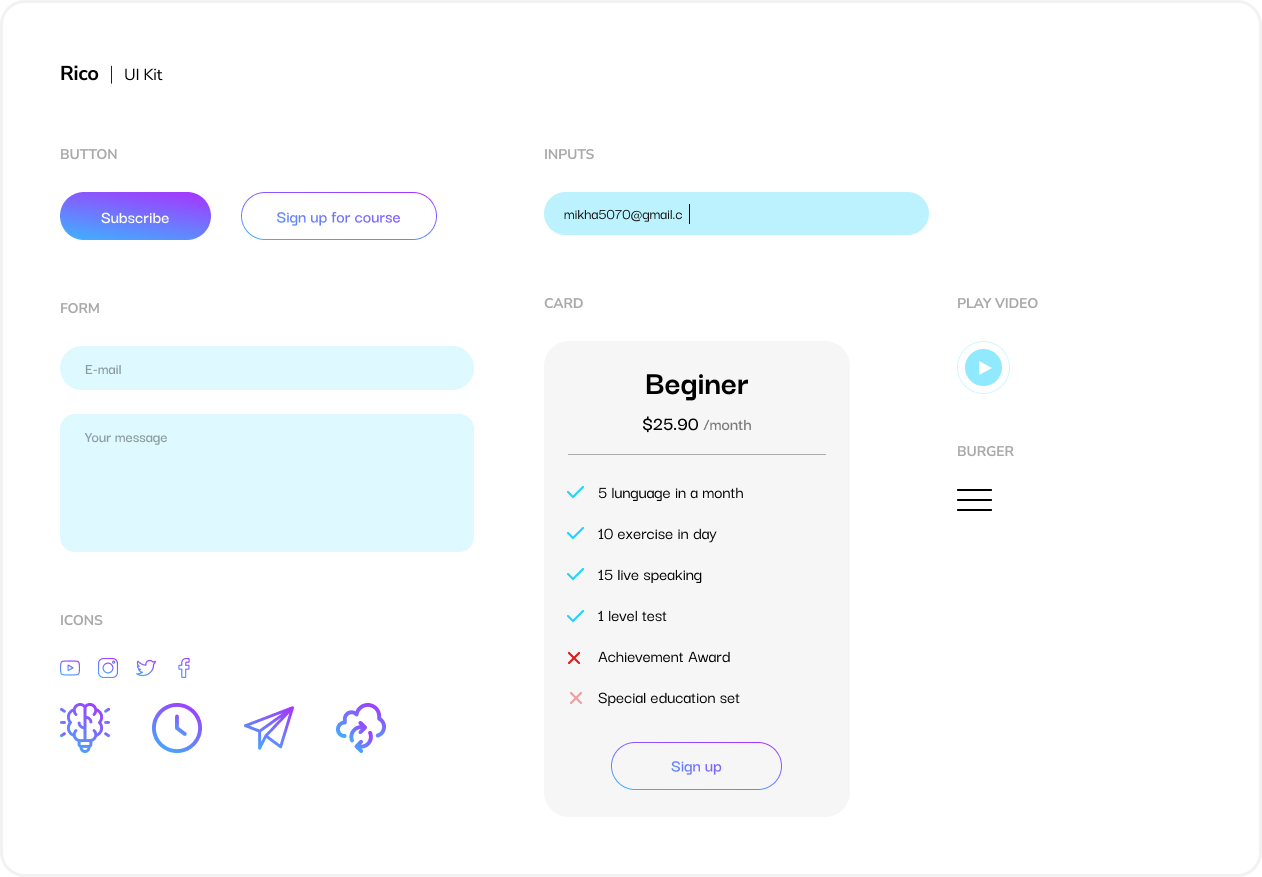 Rico | UI Kit
BUTTON
Subscribe
Sign up for course
INPUTS
mikha5070@gmail.c
FORM
E-mail
Your message
ICONS
CARD
Beginer
$25.90 /month
5 lunguage in a month
10 exercise in day
15 live speaking
1 level test
Achievement Award
Special education set
Sign up
PLAY VIDEO
BURGER